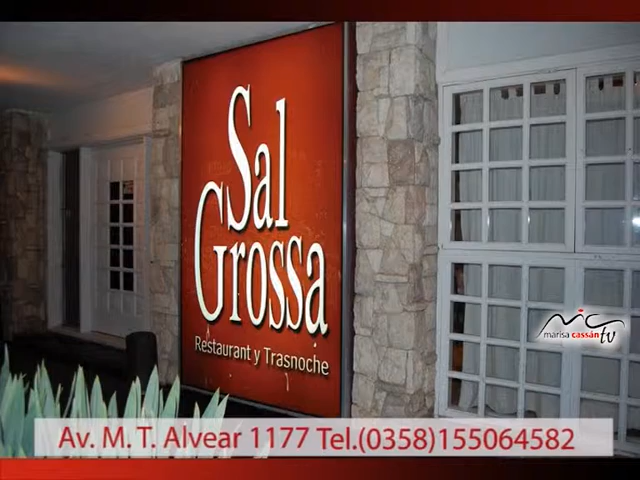 Sal
Grossa
Restaurant y Trasnoche
marisa cassán tv
Av. M. T. Alvear 1177 Tel.(0358)155064582